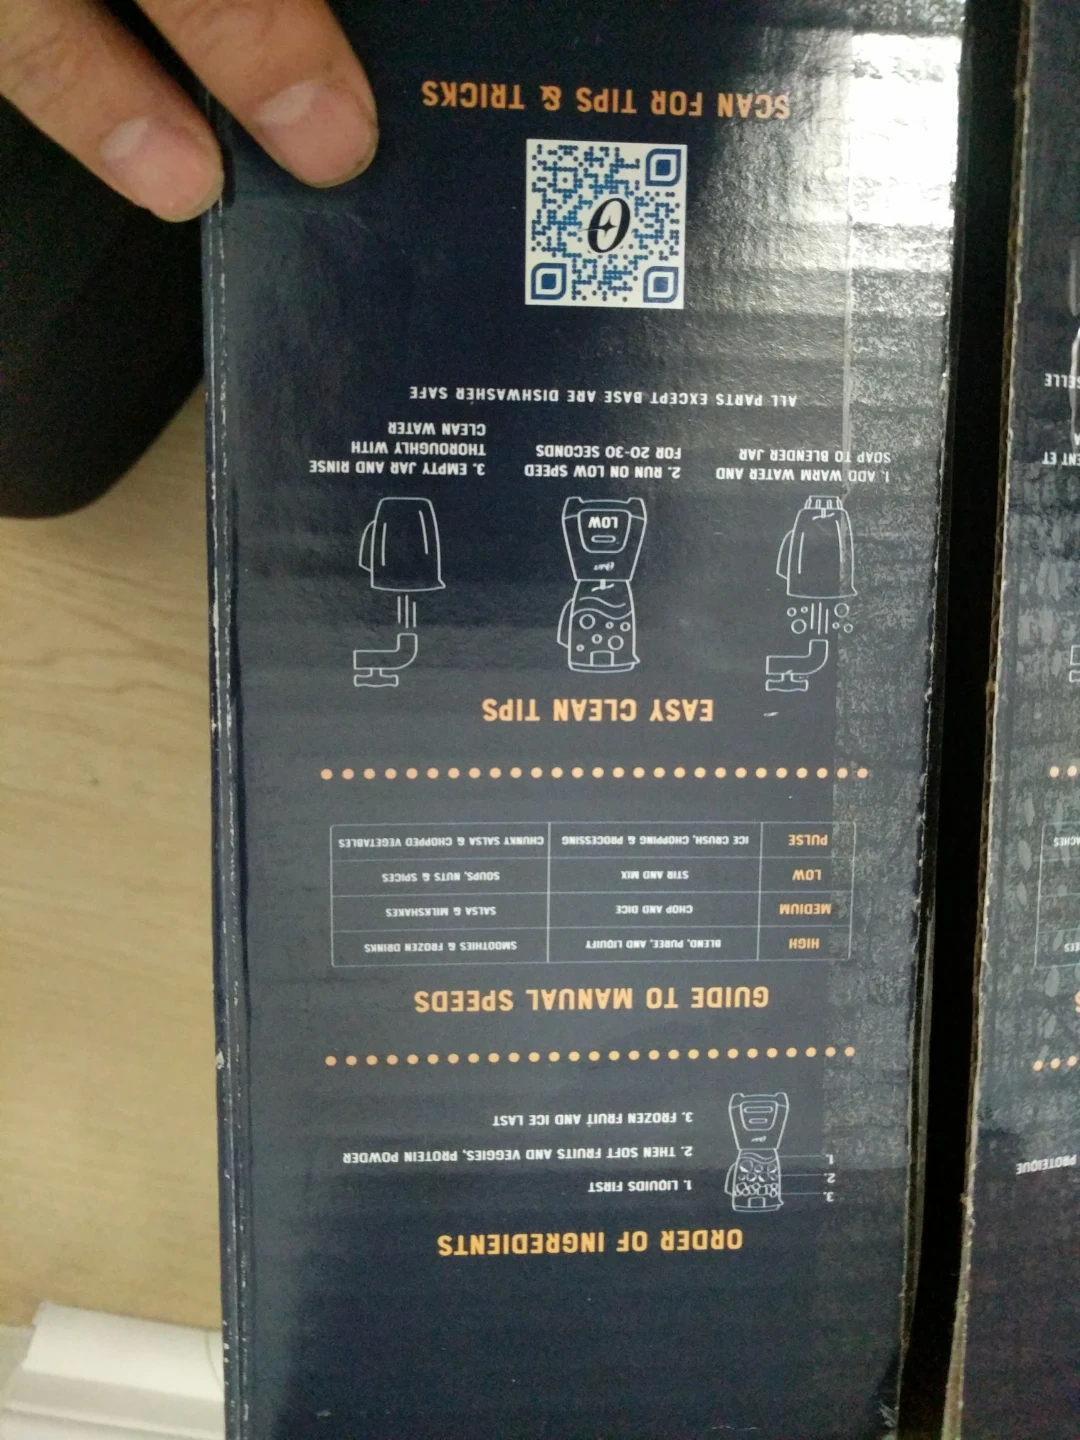 ORDER OF INGREDIENTS
1. LIQUIDS FIRST
2. THEN SOFT FRUITS AND VEGGIES, PROTEIN POWDER
3. FROZEN FRUIT AND ICE LAST
3.
2.
1.
Oster
GUIDE TO MANUAL SPEEDS
HIGH BLEND, PUREE, AND LIQUIFY SMOOTHIES & FROZEN DRINKS
MEDIUM CHOP AND DICE SALSA & MILKSHAKES
LOW STIR AND MIX SOUPS, NUTS & SPICES
PULSE ICE CRUSH, CHOPPING & PROCESSING CHUNKY SALSA & CHOPPED VEGETABLES
EASY CLEAN TIPS
Oster
LOW
1. ADD WARM WATER AND
SOAP TO BLENDER JAR
2. RUN ON LOW SPEED
FOR 20-30 SECONDS
3. EMPTY JAR AND RINSE
THOROUGHLY WITH
CLEAN WATER
ALL PARTS EXCEPT BASE ARE DISHWASHER SAFE
SCAN FOR TIPS & TRICKS
PROTÉIQUE
ENT ET